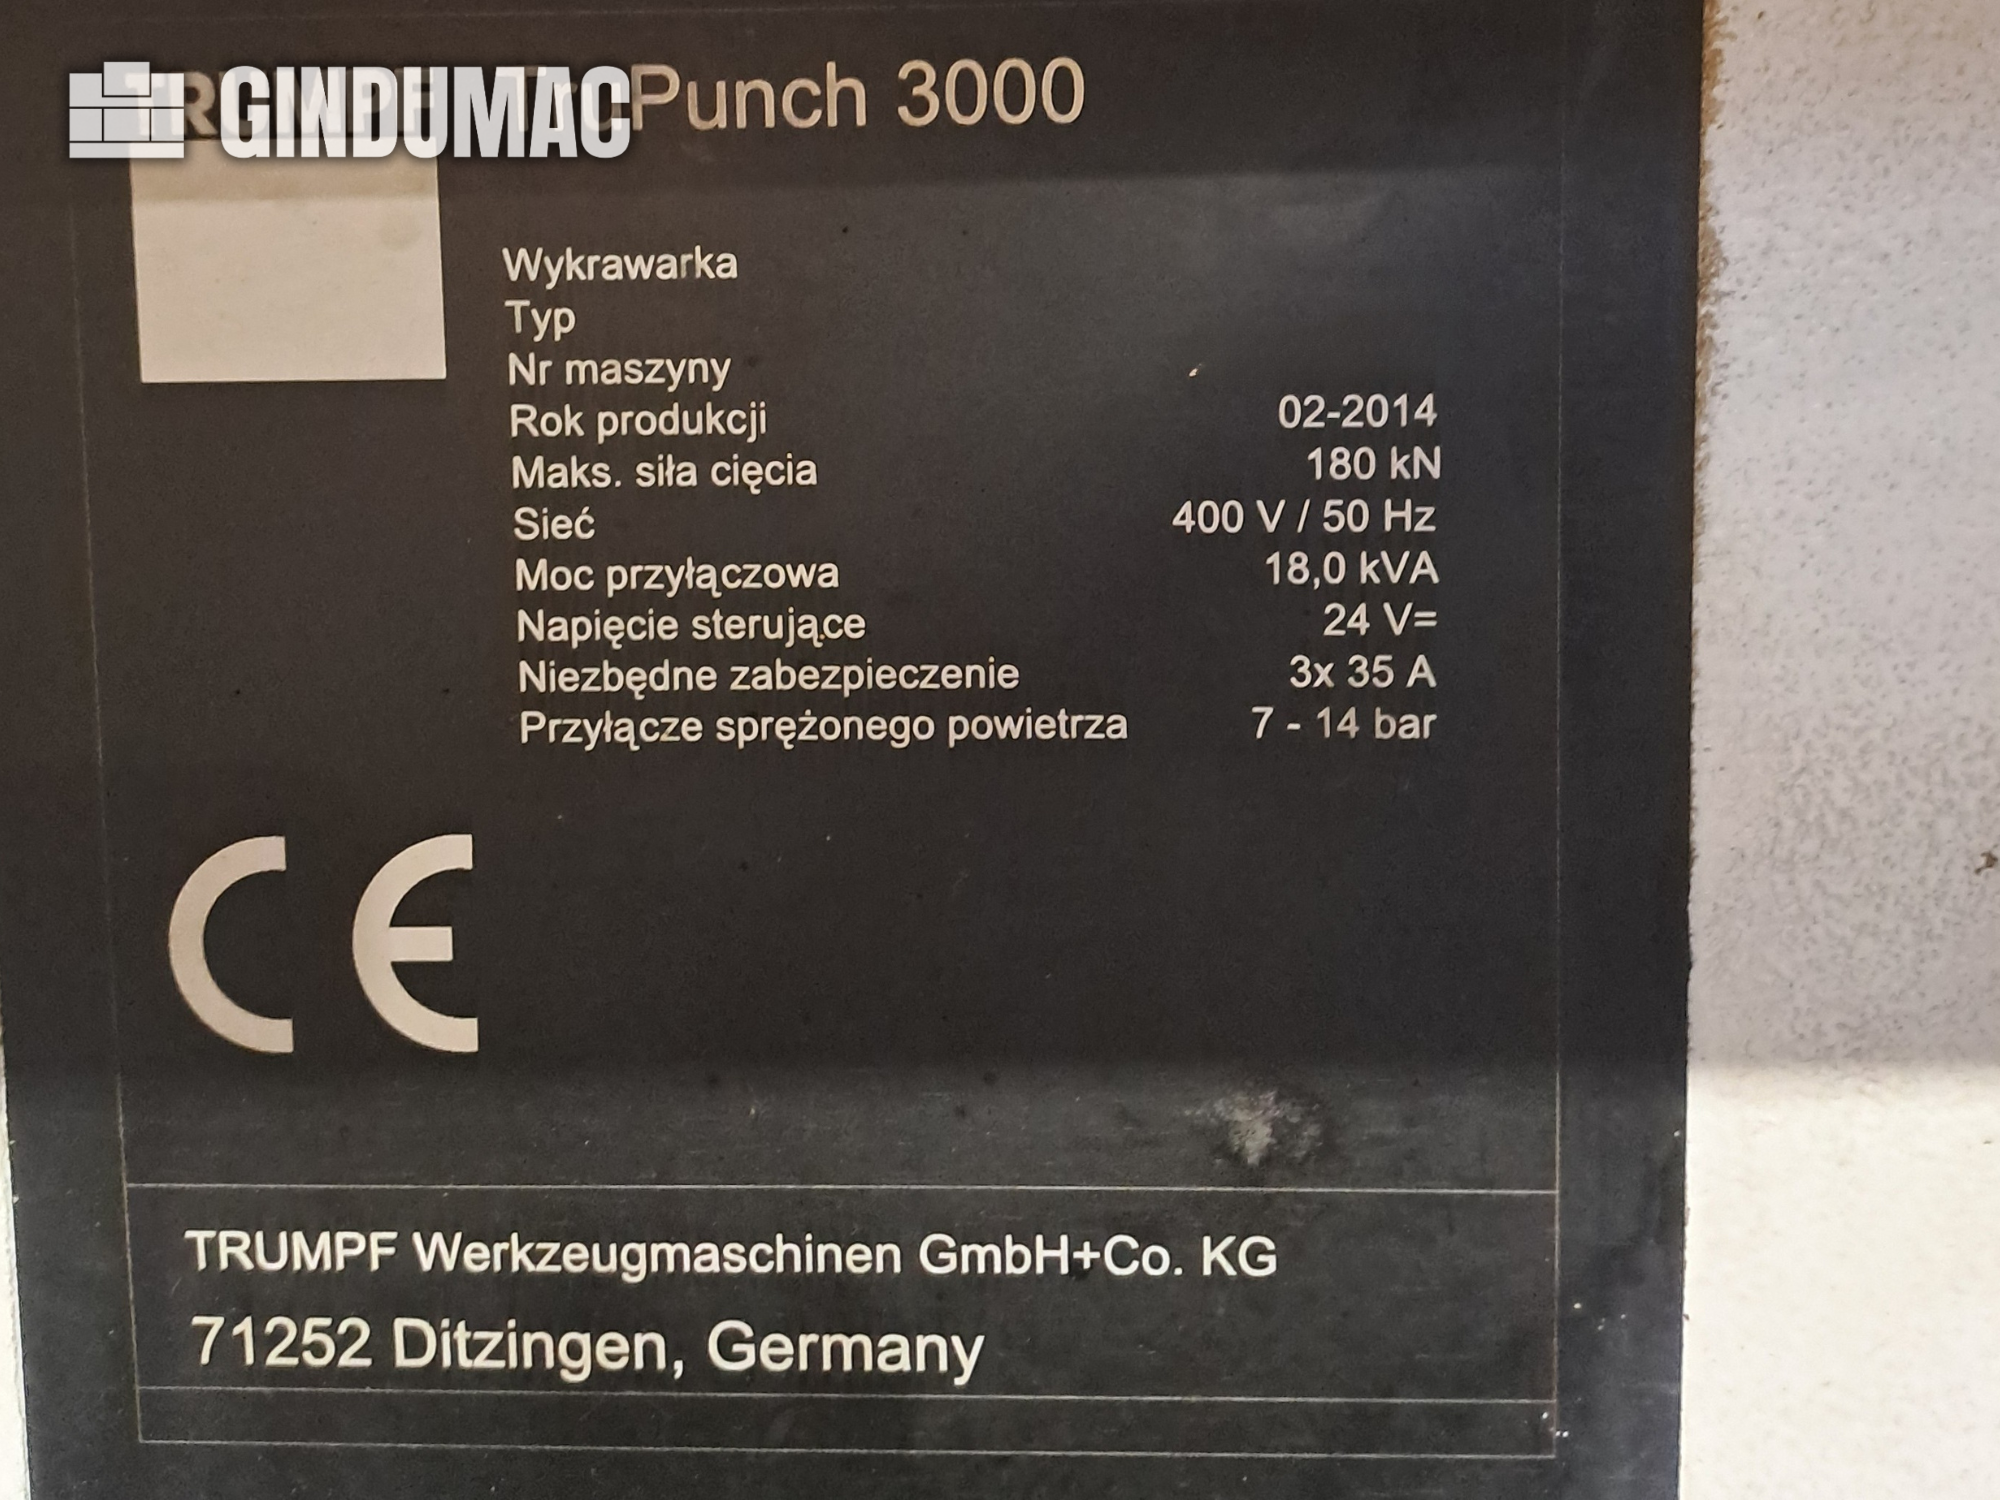 GINDUMAC
TRUMPF TruPunch 3000
Wykrawarka
Typ
Nr maszyny
Rok produkcji 02-2014
Maks. siła cięcia 180 kN
Sieć 400 V / 50 Hz
Moc przyłączowa 18,0 kVA
Napięcie sterujące 24 V=
Niezbędne zabezpieczenie 3x 35 A
Przyłącze sprężonego powietrza 7 - 14 bar
CE
TRUMPF Werkzeugmaschinen GmbH+Co. KG
71252 Ditzingen, Germany